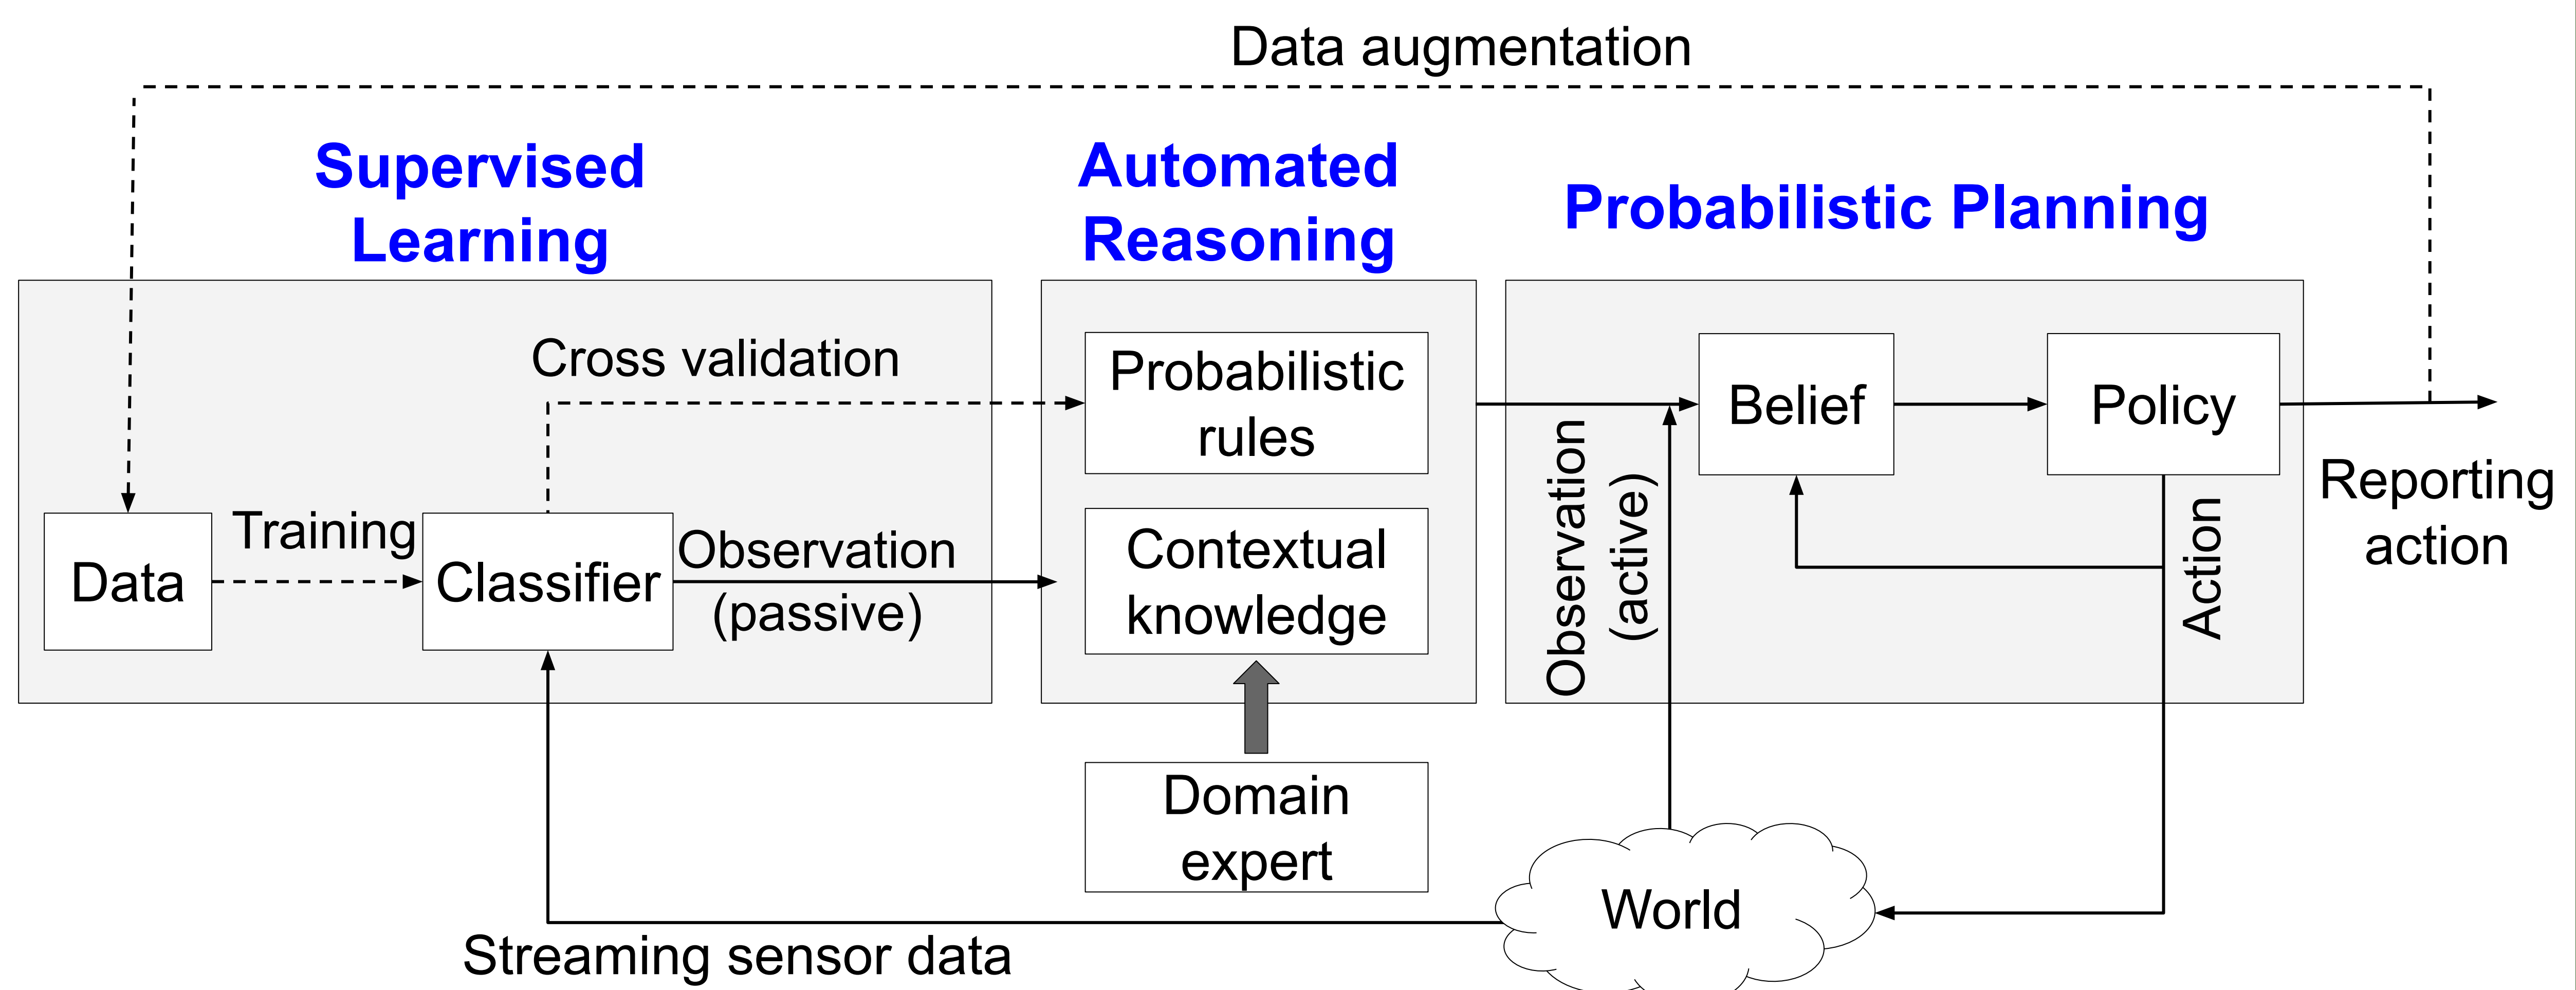 Data augmentation
Supervised
Learning
Automated
Reasoning
Probabilistic Planning
Cross validation
Probabilistic
rules
Belief
Policy
Reporting
action
Data
Training
Classifier
Observation
(passive)
Contextual
knowledge
Observation
(active)
Action
Domain
expert
World
Streaming sensor data